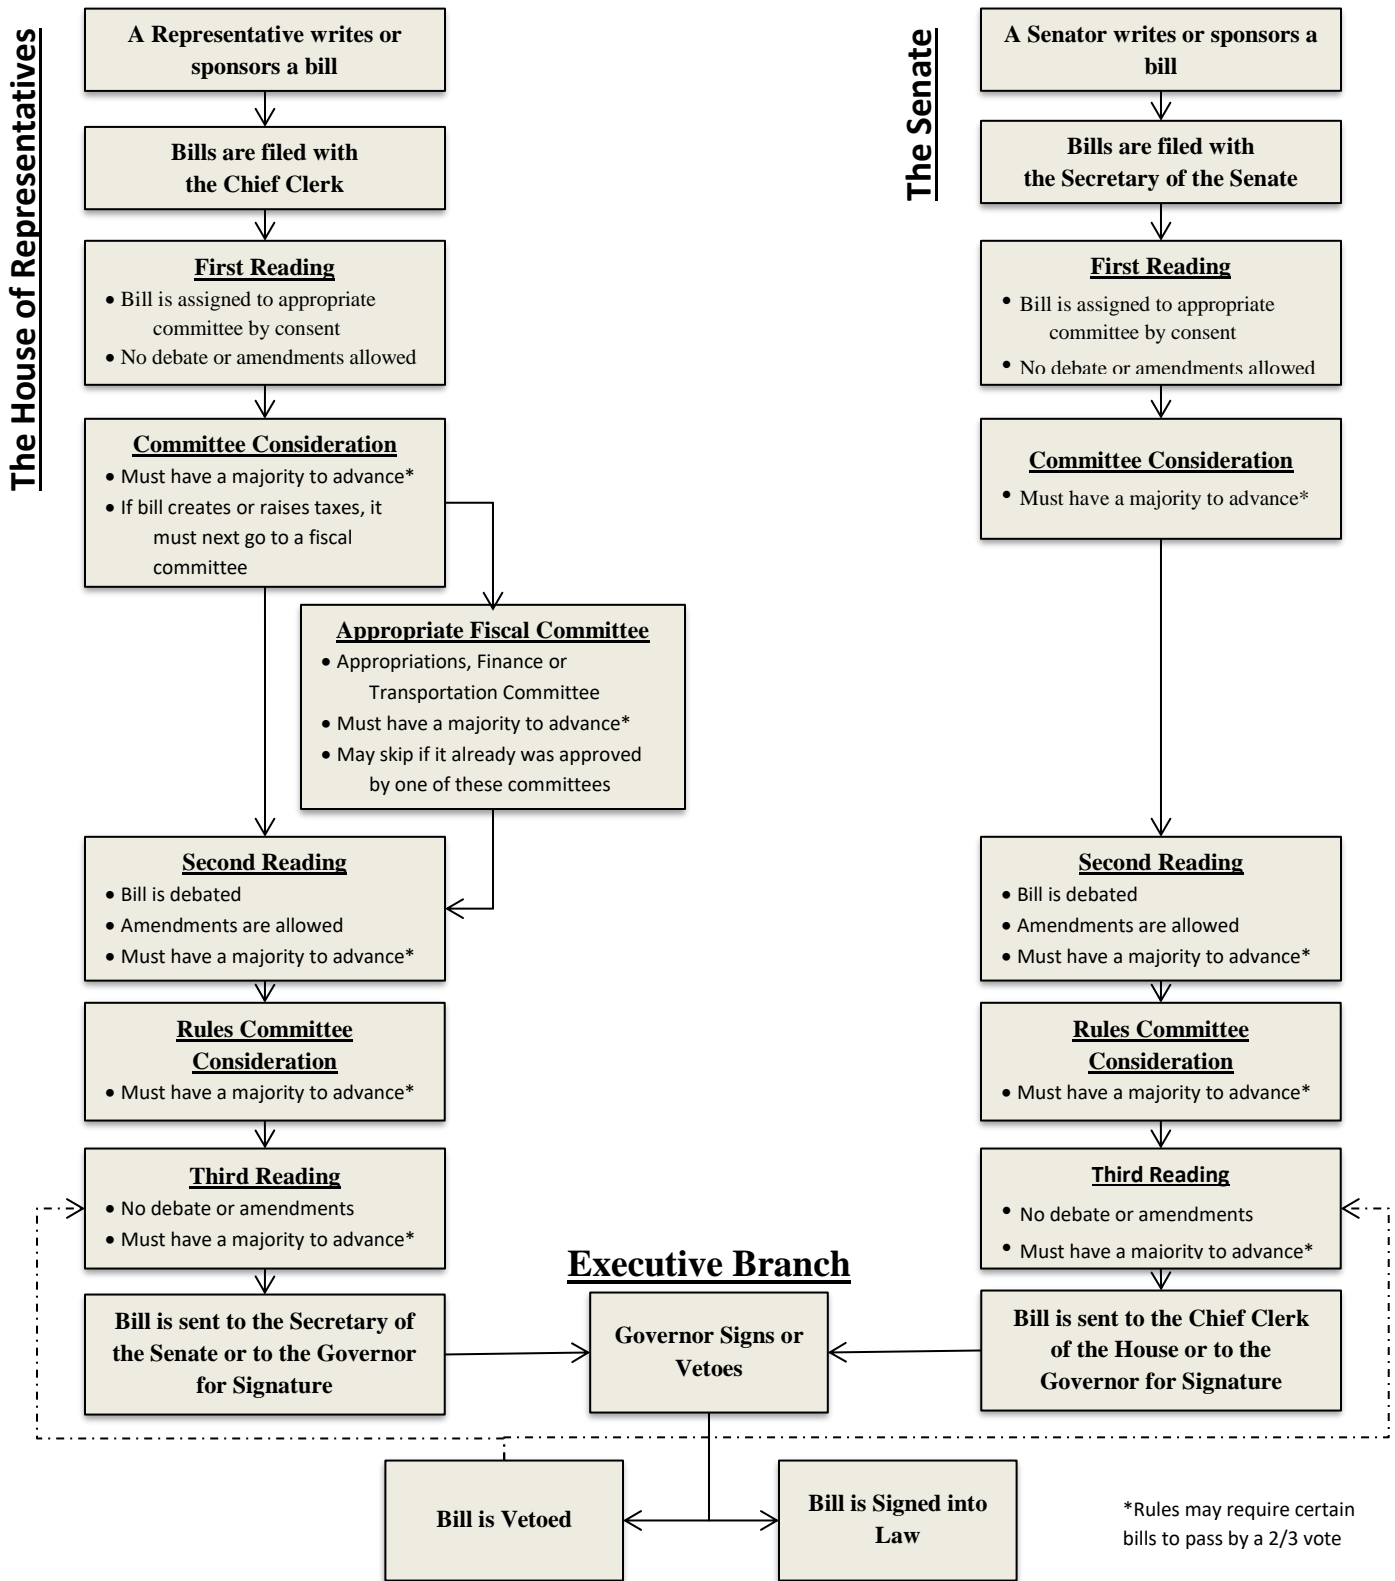 The House of Representatives
A Representative writes or
sponsors a bill
Bills are filed with
the Chief Clerk
First Reading
• Bill is assigned to appropriate
committee by consent
• No debate or amendments allowed
Committee Consideration
• Must have a majority to advance*
• If bill creates or raises taxes, it
must next go to a fiscal
committee
Appropriate Fiscal Committee
• Appropriations, Finance or
Transportation Committee
• Must have a majority to advance*
• May skip if it already was approved
by one of these committees
Second Reading
• Bill is debated
• Amendments are allowed
• Must have a majority to advance*
Rules Committee
Consideration
• Must have a majority to advance*
Third Reading
• No debate or amendments
• Must have a majority to advance*
Bill is sent to the Secretary of
the Senate or to the Governor
for Signature
The Senate
A Senator writes or sponsors a
bill
Bills are filed with
the Secretary of the Senate
First Reading
• Bill is assigned to appropriate
committee by consent
• No debate or amendments allowed
Committee Consideration
• Must have a majority to advance*
Second Reading
• Bill is debated
• Amendments are allowed
• Must have a majority to advance*
Rules Committee
Consideration
• Must have a majority to advance*
Third Reading
• No debate or amendments
• Must have a majority to advance*
Bill is sent to the Chief Clerk
of the House or to the
Governor for Signature
Executive Branch
Governor Signs or
Vetoes
Bill is Vetoed
Bill is Signed into
Law
*Rules may require certain
bills to pass by a 2/3 vote